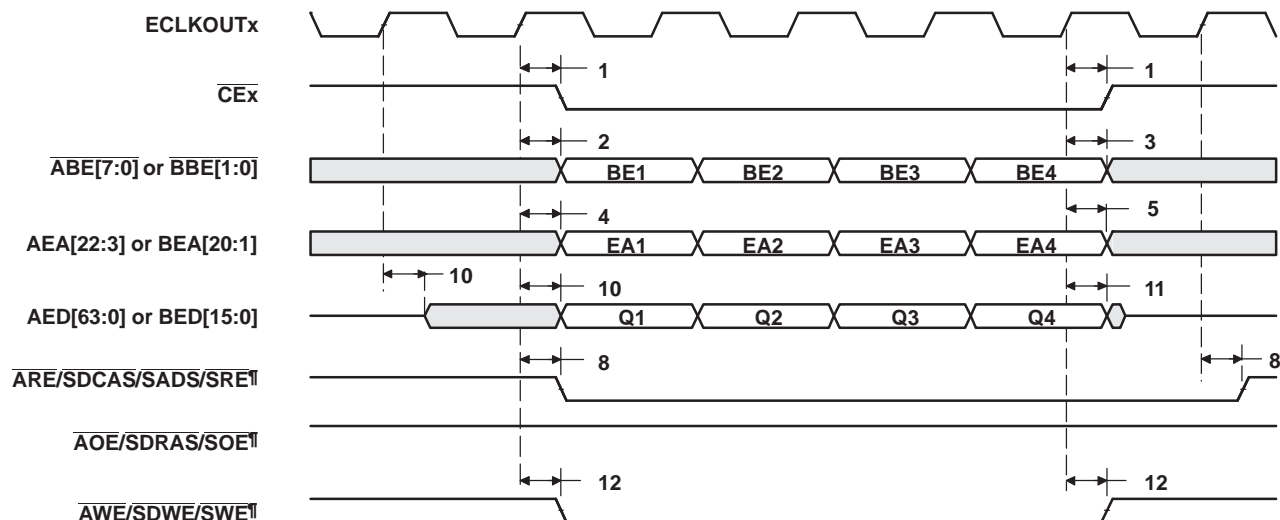 ECLKOUTx
1 1
CEx
2 3
ABE[7:0] or BBE[1:0]
BE1 BE2 BE3 BE4
4 5
AEA[22:3] or BEA[20:1]
EA1 EA2 EA3 EA4
10 10 11
AED[63:0] or BED[15:0]
Q1 Q2 Q3 Q4
8 8
ARE/SDCAS/SADS/SRE¶
AOE/SDRAS/SOE¶
12 12
AWE/SDWE/SWE¶